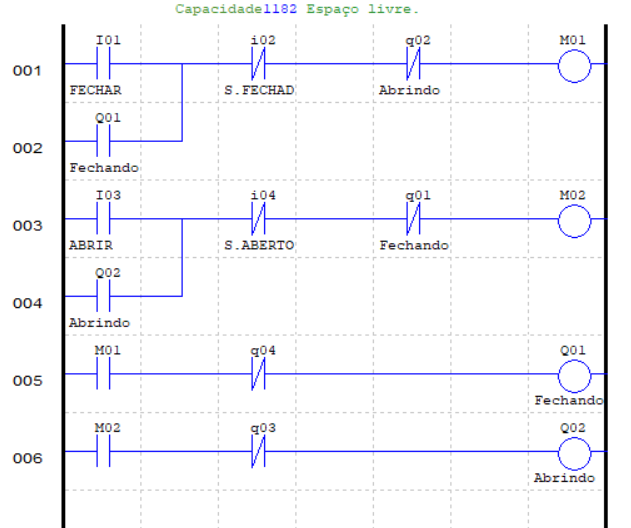 Capacidade1182 Espaço livre.
I01 i02 q02 M01
001
FECHAR S.FECHAD Abrindo
Q01
002
Fechando
I03 i04 q01 M02
003
ABRIR S.ABERTO Fechando
Q02
004
Abrindo
M01 q04 Q01
005
Fechando
M02 q03 Q02
006
Abrindo